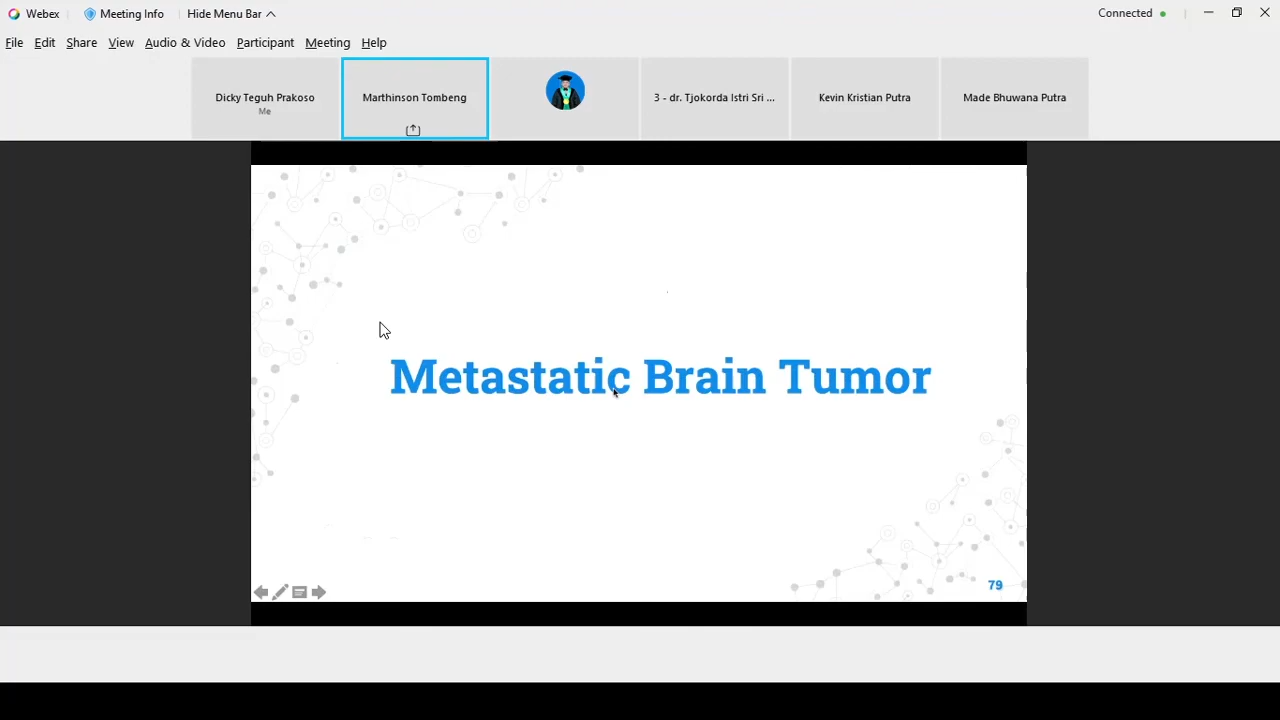 Webex
Meeting Info
Hide Menu Bar
Connected
File Edit Share View Audio & Video Participant Meeting Help
Dicky Teguh Prakoso
Me
Marthinson Tombeng
3 - dr. Tjokorda Istri Sri ...
Kevin Kristian Putra
Made Bhuwana Putra
Metastatic Brain Tumor
79